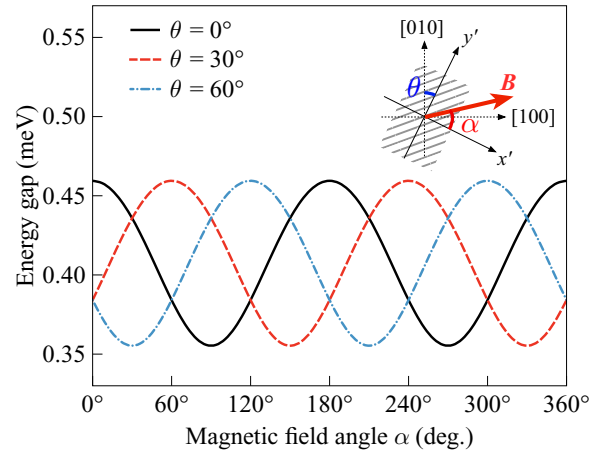 Energy gap (meV)
0.55
0.50
0.45
0.40
0.35
θ = 0°
θ = 30°
θ = 60°
[010]
y′
θ
B
[100]
α
x′
0°
60°
120°
180°
240°
300°
360°
Magnetic field angle α (deg.)